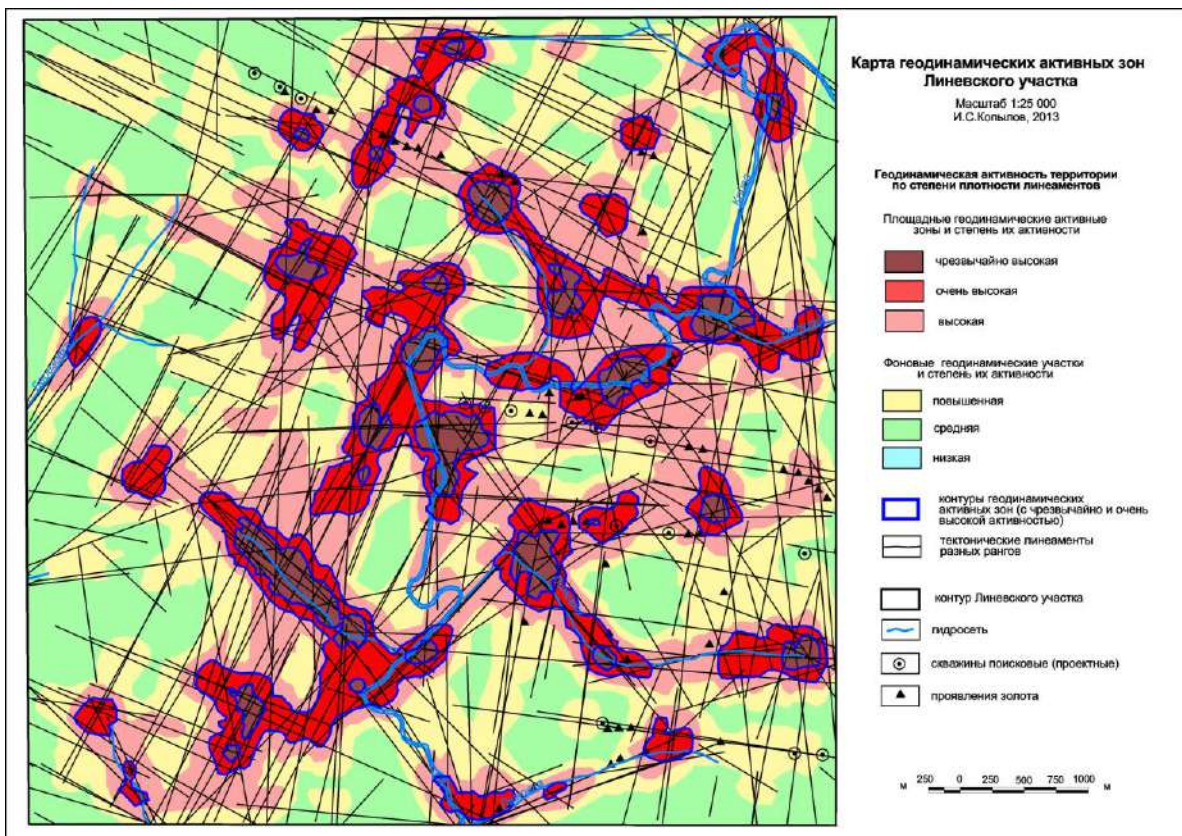 Карта геодинамических активных зон
Линевского участка
Масштаб 1:25 000
И.С.Копылов, 2013
Геодинамическая активность территории
по степени плотности линеаментов
Площадные геодинамические активные
зоны и степень их активности
чрезвычайно высокая
очень высокая
высокая
Фоновые геодинамические участки
и степень их активности
повышенная
средняя
низкая
контуры геодинамических
активных зон (с чрезвычайно и очень
высокой активностью)
тектонические линеаменты
разных рангов
контур Линевского участка
гидросеть
скважины поисковые (проектные)
проявления золота
м 250 0 250 500 750 1000 м